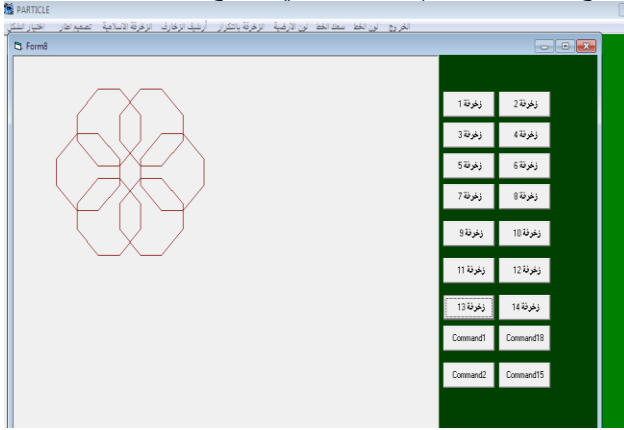 PARTICLE
الخروج لون الخط سمك الخط لون الارضية الزخرفة بالتكرار أرشيف الزخارف الزخرفة الاسلامية تصميم اطار اختيار الشكل
Form8
زخرفة 1 زخرفة 2
زخرفة 3 زخرفة 4
زخرفة 5 زخرفة 6
زخرفة 7 زخرفة 8
زخرفة 9 زخرفة 10
زخرفة 11 زخرفة 12
زخرفة 13 زخرفة 14
Command1 Command18
Command2 Command15